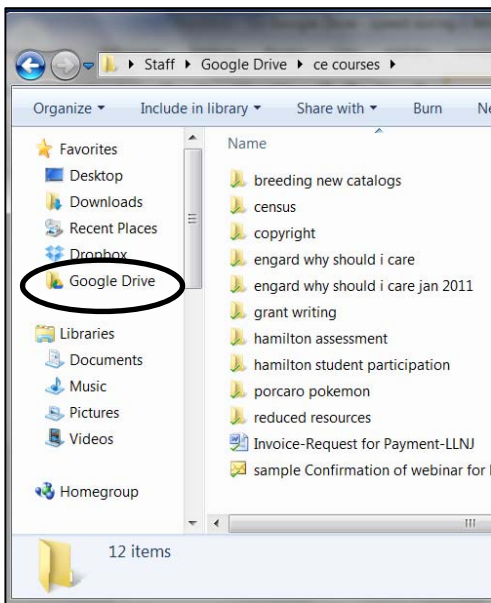 Staff Google Drive ce courses
Organize Include in library Share with Burn Ne
Favorites
Desktop
Downloads
Recent Places
Dropbox
Google Drive
Libraries
Documents
Music
Pictures
Videos
Homegroup
Name
breeding new catalogs
census
copyright
engard why should i care
engard why should i care jan 2011
grant writing
hamilton assessment
hamilton student participation
porcaro pokemon
reduced resources
Invoice-Request for Payment-LLNJ
sample Confirmation of webinar for
12 items